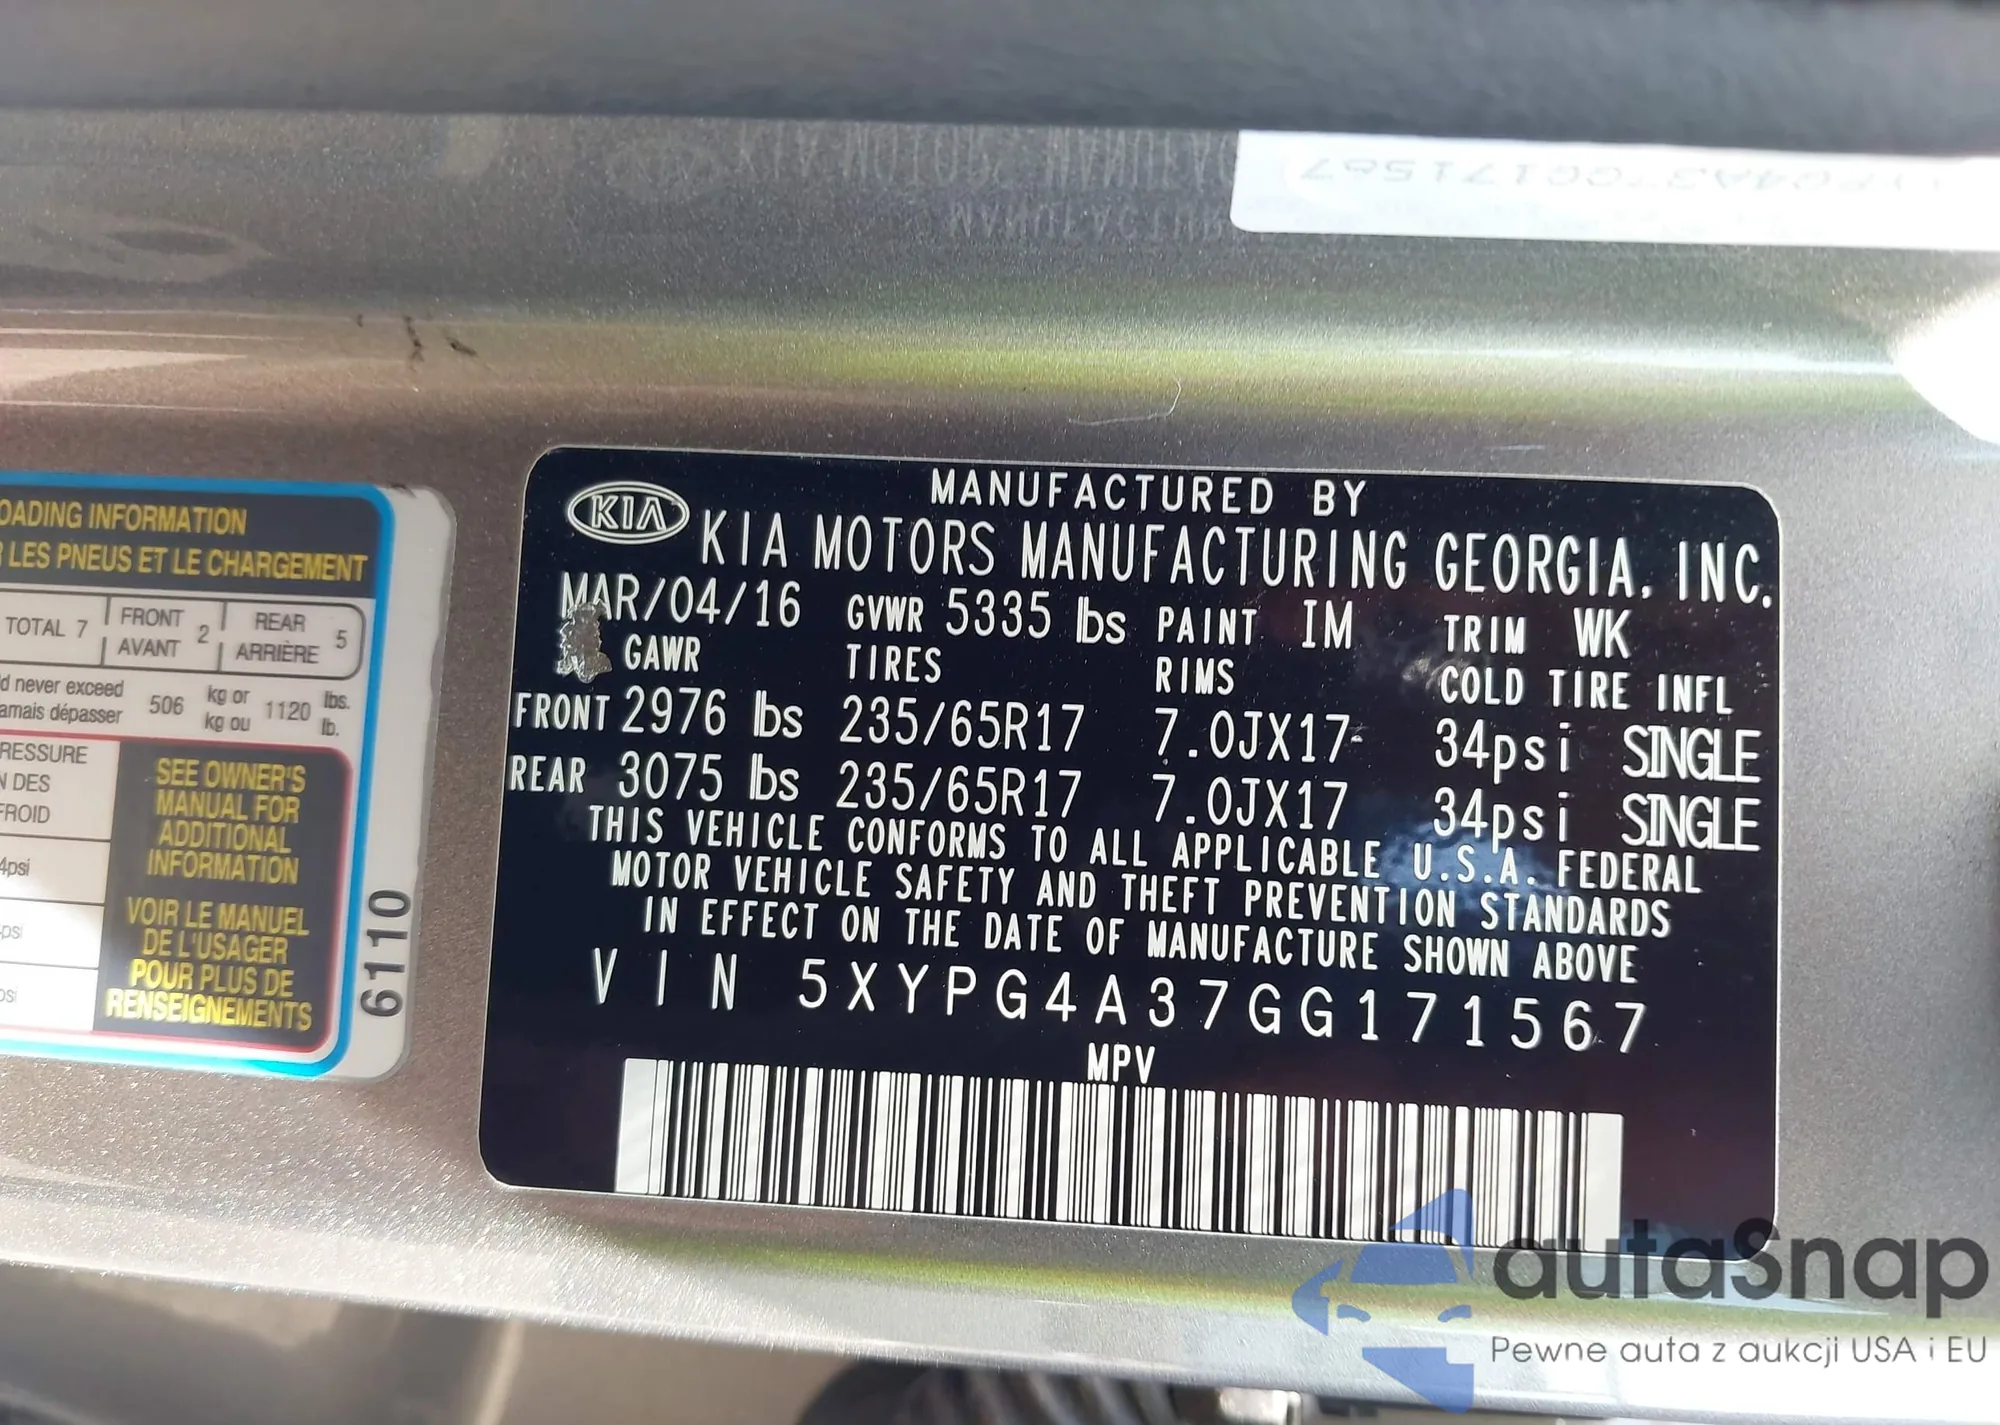 OADING INFORMATION
LES PNEUS ET LE CHARGEMENT
TOTAL 7
FRONT
AVANT
2
REAR
ARRIÈRE
5
never exceed
amais dépasser
506
kg or
kg ou
1120
lbs.
lb.
RESSURE
DES
FROID
4psi
psi
psi
SEE OWNER'S
MANUAL FOR
ADDITIONAL
INFORMATION
VOIR LE MANUEL
DE L'USAGER
POUR PLUS DE
RENSEIGNEMENTS
6110
KIA
MANUFACTURED BY
KIA MOTORS MANUFACTURING GEORGIA, INC.
MAR/04/16 GVWR 5335 lbs PAINT IM TRIM WK
GAWR TIRES RIMS COLD TIRE INFL
FRONT 2976 lbs 235/65R17 7.0JX17 34psi SINGLE
REAR 3075 lbs 235/65R17 7.0JX17 34psi SINGLE
THIS VEHICLE CONFORMS TO ALL APPLICABLE U.S.A. FEDERAL
MOTOR VEHICLE SAFETY AND THEFT PREVENTION STANDARDS
IN EFFECT ON THE DATE OF MANUFACTURE SHOWN ABOVE
VIN 5XYPG4A37GG171567
MPV
autaSnap
Pewne auta z aukcji USA i EU